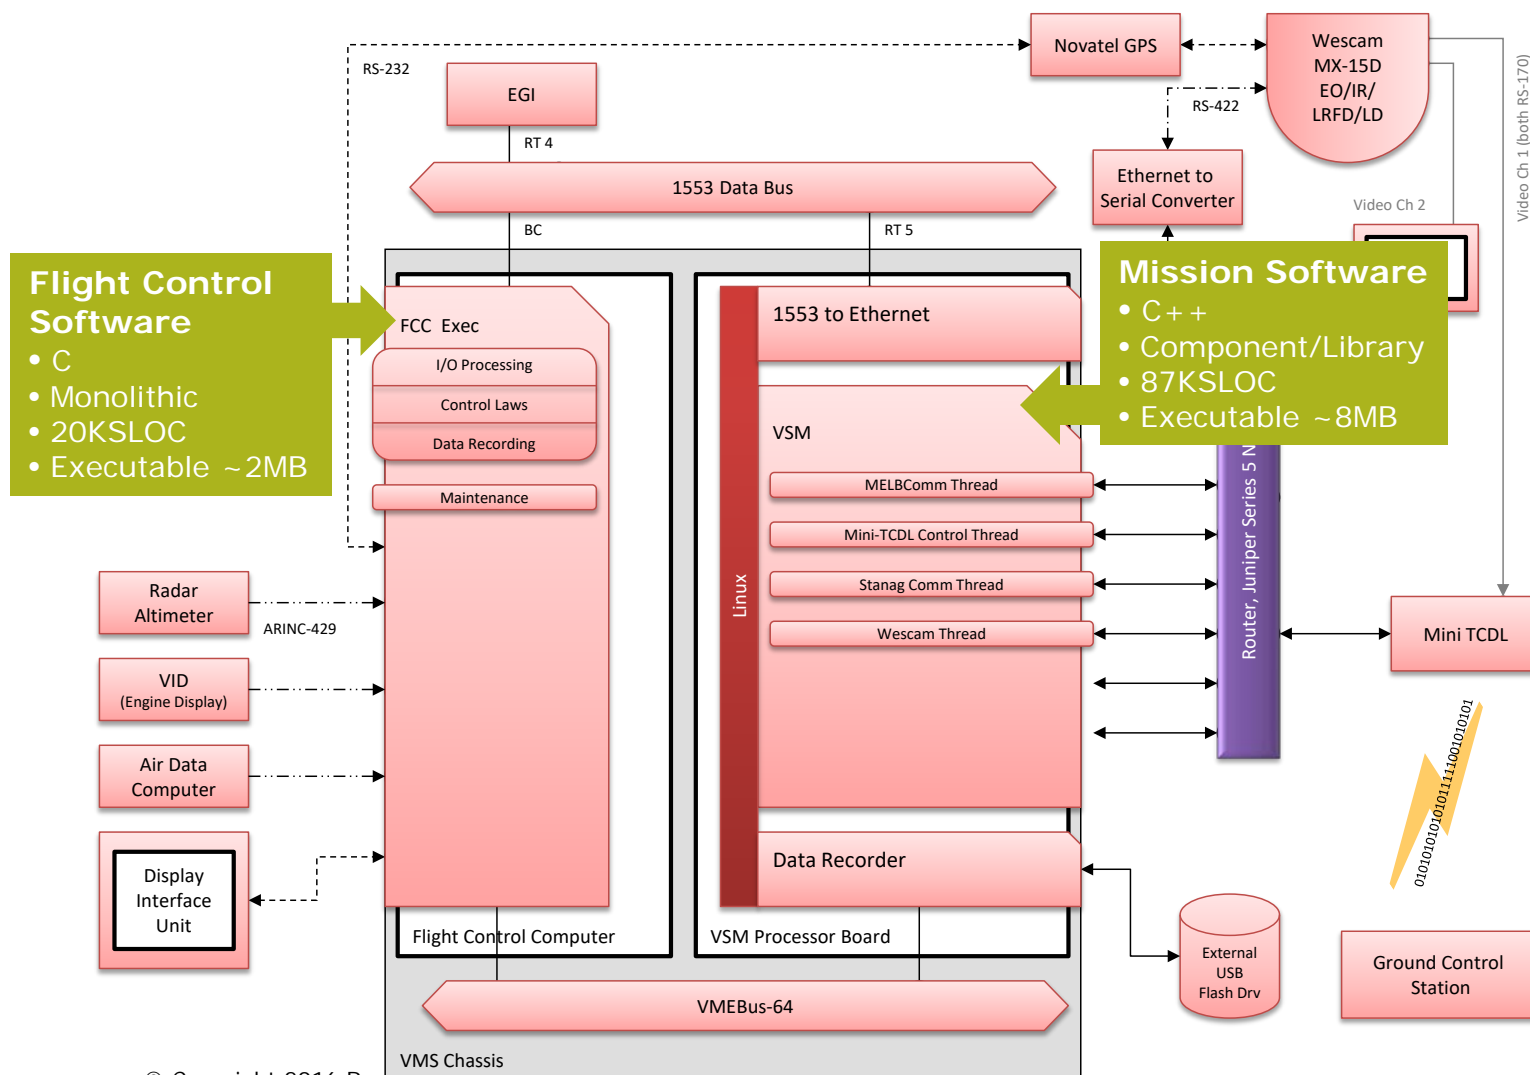 Novatel GPS
Wescam
MX-15D
EO/IR/
LRFD/LD
Video Ch 1 (both RS-170)
RS-232
EGI
RS-422
RT 4
1553 Data Bus
Ethernet to
Serial Converter
Video Ch 2
BC
RT 5
Flight Control
Software
• C
• Monolithic
• 20KSLOC
• Executable ~2MB
Mission Software
• C++
• Component/Library
• 87KSLOC
• Executable ~8MB
FCC Exec
I/O Processing
Control Laws
Data Recording
Maintenance
1553 to Ethernet
VSM
MELBComm Thread
Mini-TCDL Control Thread
Stanag Comm Thread
Wescam Thread
Linux
Router, Juniper Series 5 N
Radar
Altimeter
ARINC-429
VID
(Engine Display)
Air Data
Computer
Display
Interface
Unit
Mini TCDL
Data Recorder
Flight Control Computer
VSM Processor Board
External
USB
Flash Drv
Ground Control
Station
VMEBus-64
VMS Chassis